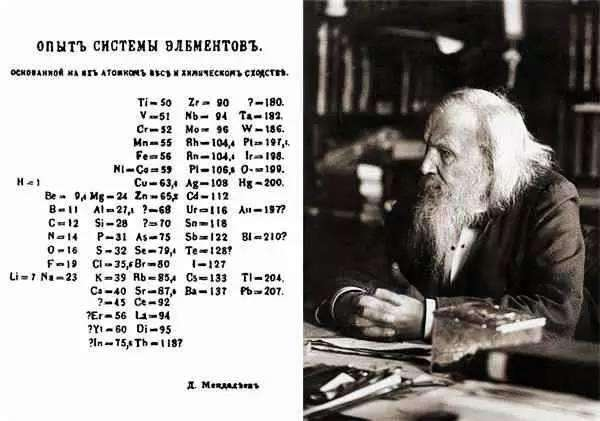 ОПЫТЪ СИСТЕМЫ ЭЛЕМЕНТОВЪ.
ОСНОВАННОЙ НА ИХЪ АТОМНОМЪ ВѢСѢ И ХИМИЧЕСКОМЪ СХОДСТВѢ.
Ti=50 Zr=90 ?=180.
V=51 Nb=94 Ta=182.
Cr=52 Mo=96 W=186.
Mn=55 Rh=104,4 Pt=197,1.
Fe=56 Rn=104,4 Ir=198.
Ni=Co=59 Pl=106,6 O-=199.
H=1 Cu=63,4 Ag=108 Hg=200.
Be=9,4 Mg=24 Zn=65,2 Cd=112
B=11 Al=27,1 ?=68 Ur=116 Au=197?
C=12 Si=28 ?=70 Sn=118
N=14 P=31 As=75 Sb=122 Bl=210?
O=16 S=32 Se=79,4 Te=128?
F=19 Cl=35,5 Br=80 I=127
Li=7 Na=23 K=39 Rb=85,4 Cs=133 Tl=204.
Ca=40 Sr=87,6 Ba=137 Pb=207.
?=45 Ce=92
?Er=56 La=94
?Yt=60 Di=95
?In=75,6 Th=118?
Д. Менделѣевъ